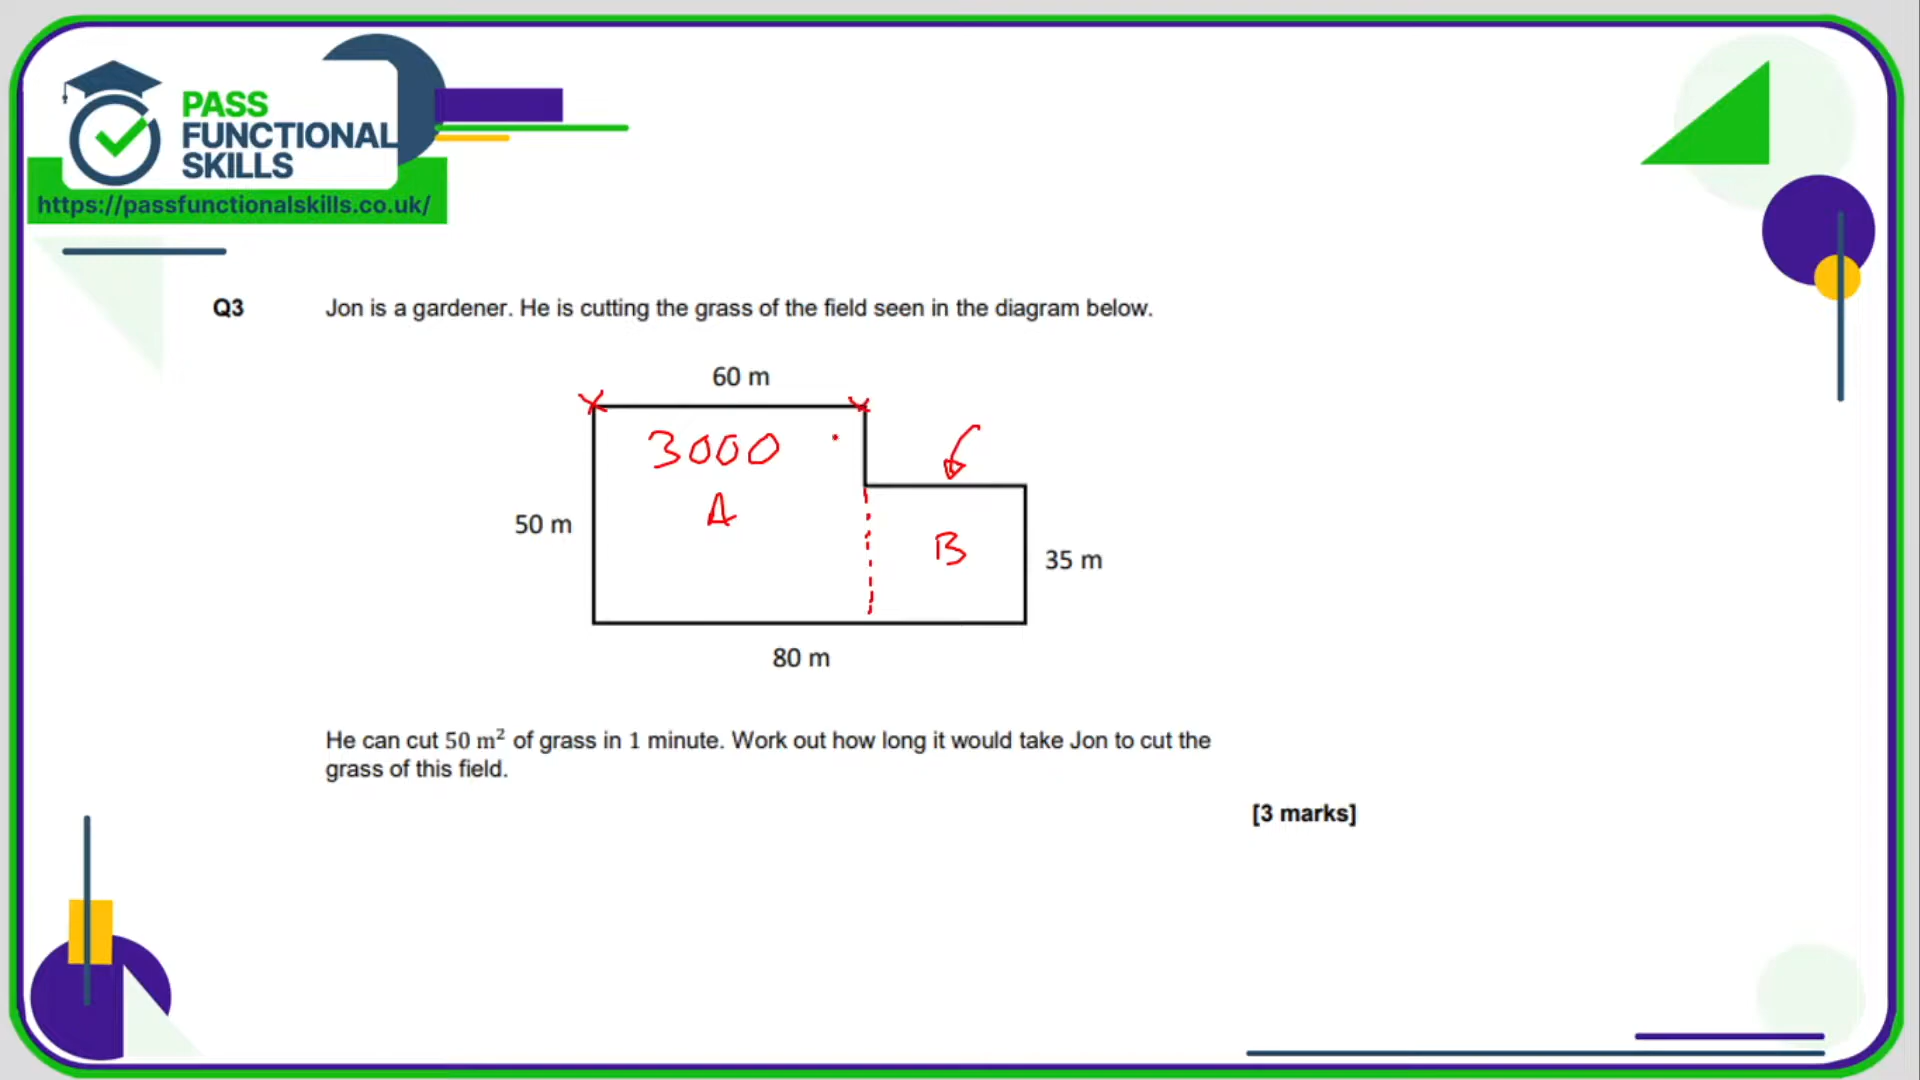 PASS
FUNCTIONAL
SKILLS
https://passfunctionalskills.co.uk/
Q3 Jon is a gardener. He is cutting the grass of the field seen in the diagram below.
60 m
3000
A
50 m
B
35 m
80 m
He can cut 50 m² of grass in 1 minute. Work out how long it would take Jon to cut the
grass of this field.
[3 marks]